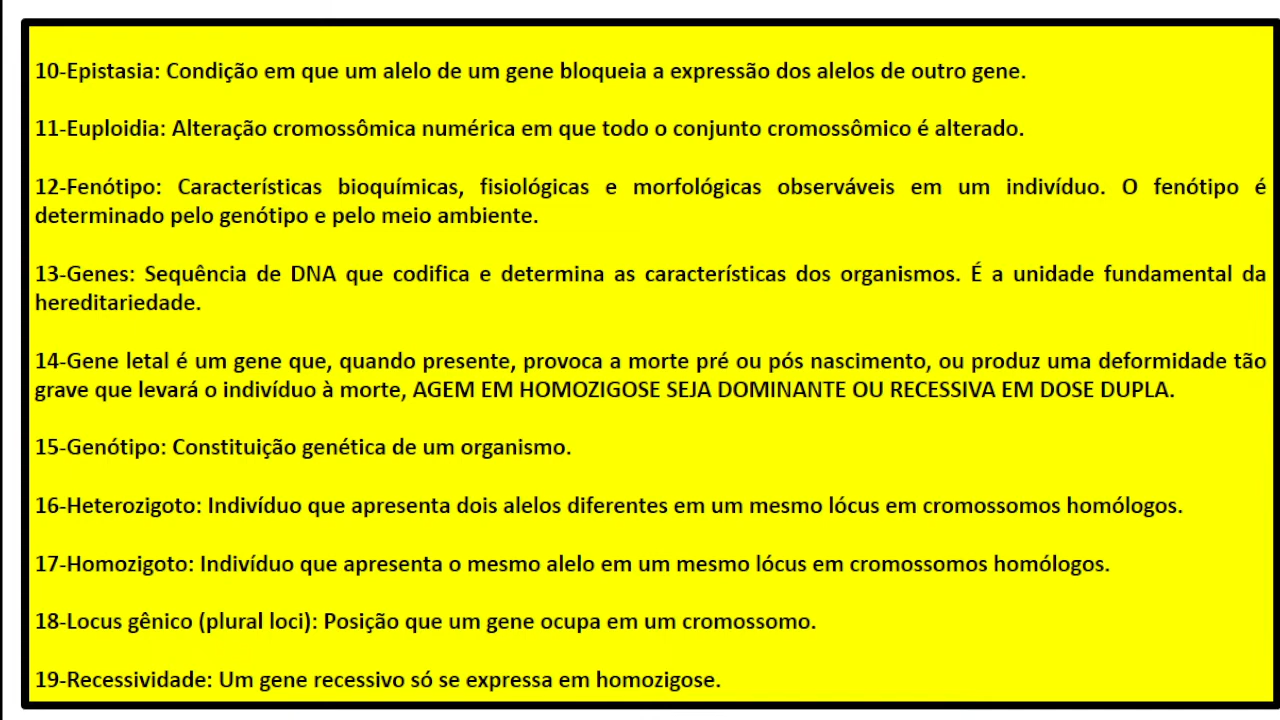 10-Epistasia: Condição em que um alelo de um gene bloqueia a expressão dos alelos de outro gene.
11-Euploidia: Alteração cromossômica numérica em que todo o conjunto cromossômico é alterado.
12-Fenótipo: Características bioquímicas, fisiológicas e morfológicas observáveis em um indivíduo. O fenótipo é
determinado pelo genótipo e pelo meio ambiente.
13-Genes: Sequência de DNA que codifica e determina as características dos organismos. É a unidade fundamental da
hereditariedade.
14-Gene letal é um gene que, quando presente, provoca a morte pré ou pós nascimento, ou produz uma deformidade tão
grave que levará o indivíduo à morte, AGEM EM HOMOZIGOSE SEJA DOMINANTE OU RECESSIVA EM DOSE DUPLA.
15-Genótipo: Constituição genética de um organismo.
16-Heterozigoto: Indivíduo que apresenta dois alelos diferentes em um mesmo lócus em cromossomos homólogos.
17-Homozigoto: Indivíduo que apresenta o mesmo alelo em um mesmo lócus em cromossomos homólogos.
18-Locus gênico (plural loci): Posição que um gene ocupa em um cromossomo.
19-Recessividade: Um gene recessivo só se expressa em homozigose.